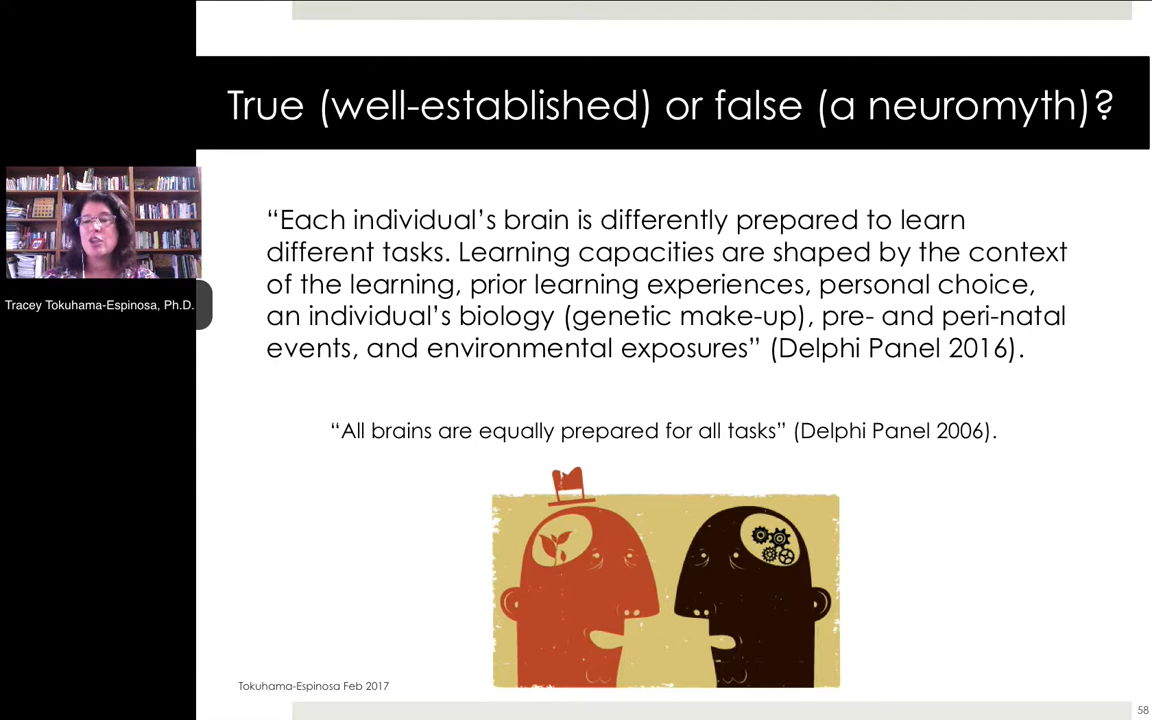 True (well-established) or false (a neuromyth)?
“Each individual’s brain is differently prepared to learn
different tasks. Learning capacities are shaped by the context
of the learning, prior learning experiences, personal choice,
an individual’s biology (genetic make-up), pre- and peri-natal
events, and environmental exposures” (Delphi Panel 2016).
Tracey Tokuhama-Espinosa, Ph.D.
“All brains are equally prepared for all tasks” (Delphi Panel 2006).
Tokuhama-Espinosa Feb 2017
58